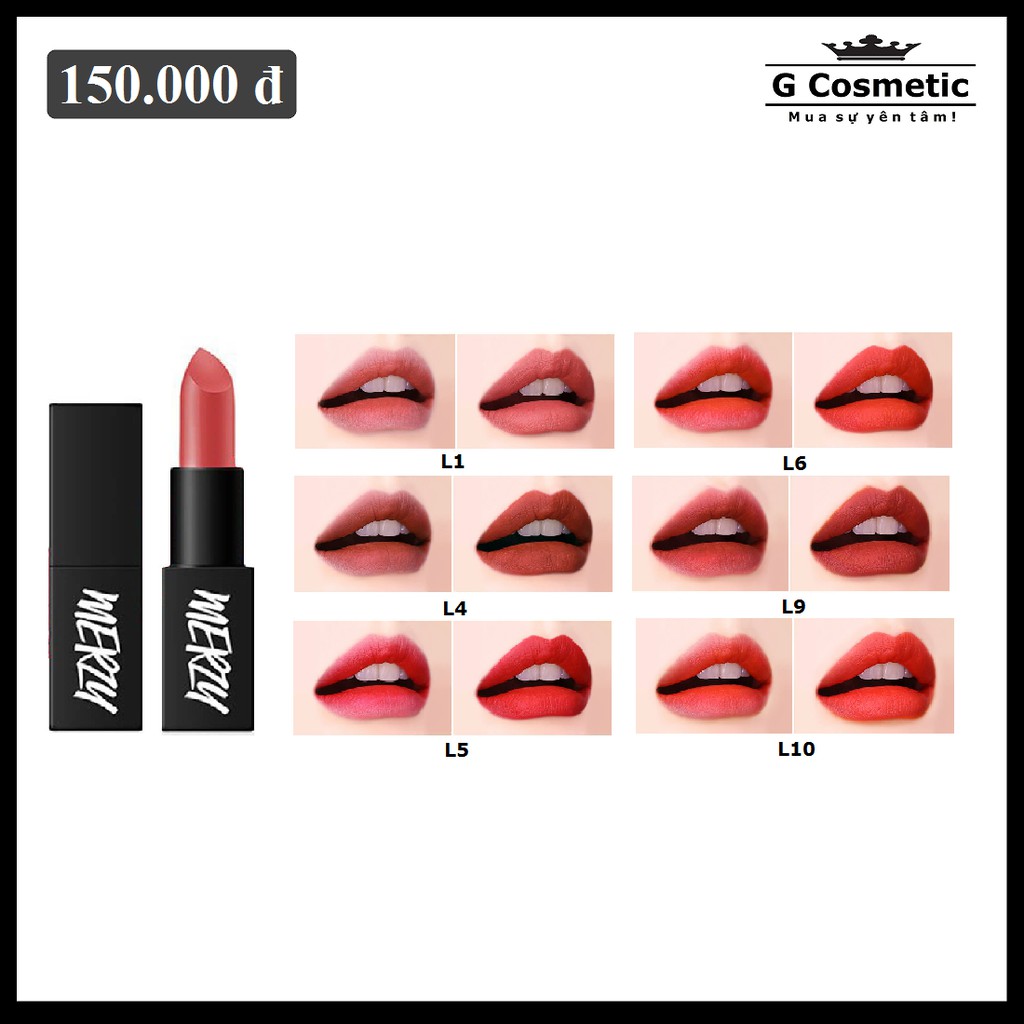 150.000 đ
G Cosmetic
Mua sự yên tâm!
MERZY
MERZY
L1
L6
L4
L9
L5
L10